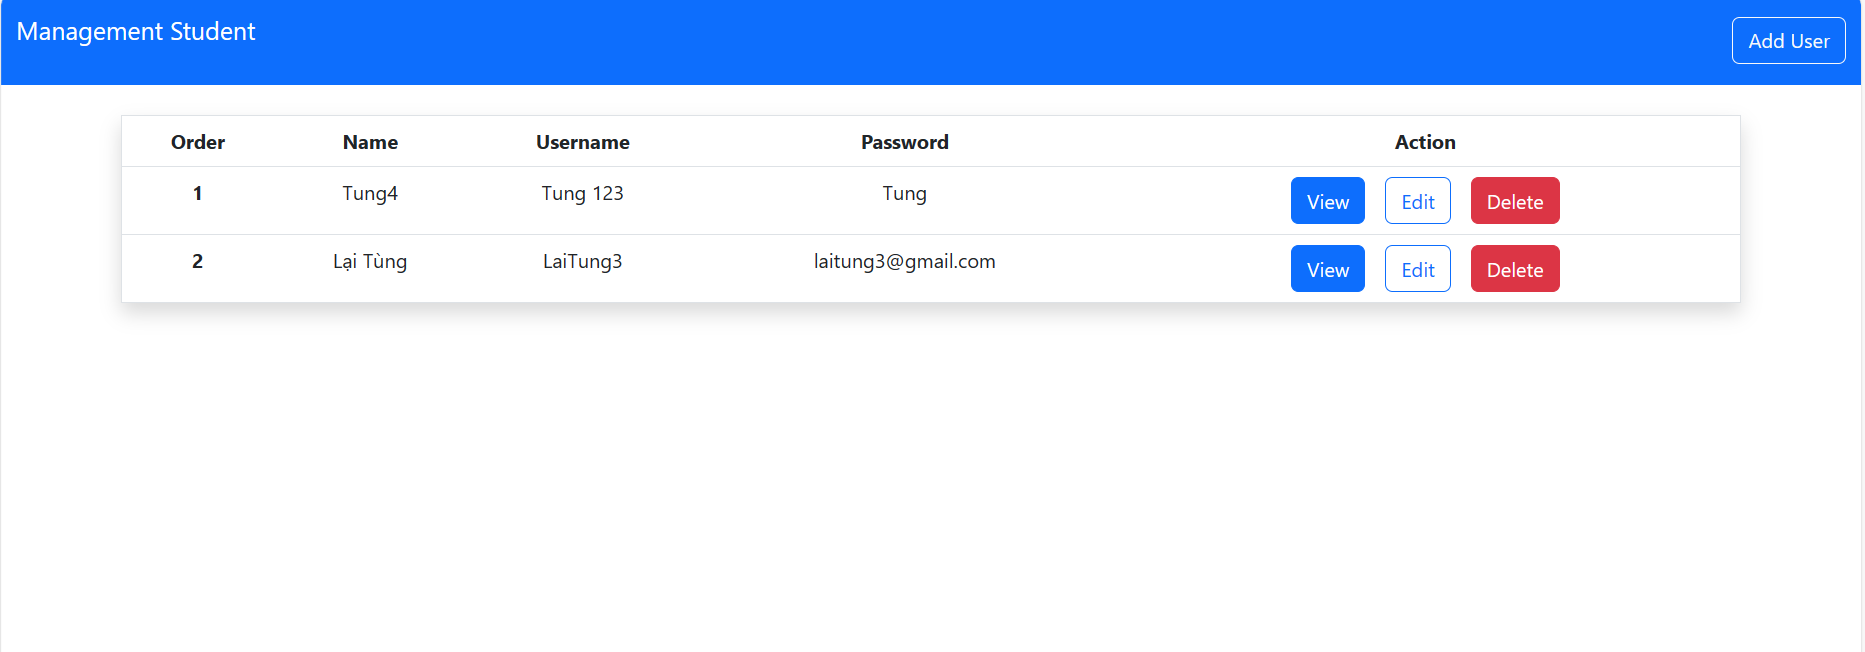 Management Student
Add User
Order Name Username Password Action
1 Tung4 Tung 123 Tung View Edit Delete
2 Lại Tùng LaiTung3 laitung3@gmail.com View Edit Delete